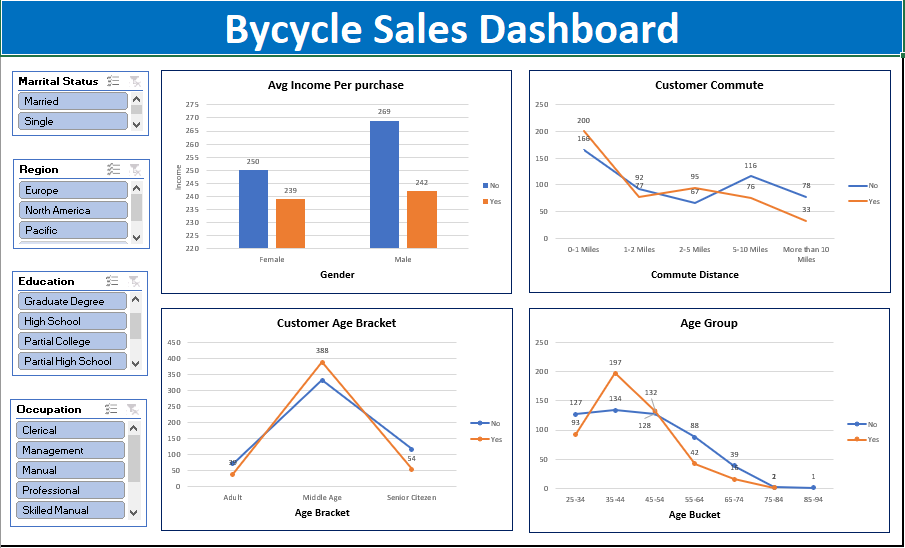 Bycycle Sales Dashboard
Marrital Status
Married
Single
Region
Europe
North America
Pacific
Education
Graduate Degree
High School
Partial College
Partial High School
Occupation
Clerical
Management
Manual
Professional
Skilled Manual
Avg Income Per purchase
275
270
265
260
255
250
245
240
235
230
225
220
Income
250
239
269
242
Female
Male
Gender
No
Yes
Customer Commute
250
200
150
100
50
0
200
166
92
77
95
67
116
76
78
33
0-1 Miles
1-2 Miles
2-5 Miles
5-10 Miles
More than 10
Miles
Commute Distance
No
Yes
Customer Age Bracket
450
400
350
300
250
200
150
100
50
0
388
54
Adult
Middle Age
Senior Citezen
Age Bracket
No
Yes
Age Group
250
200
150
100
50
0
127
93
134
197
132
128
88
42
39
16
2
1
25-34
35-44
45-54
55-64
65-74
75-84
85-94
Age Bucket
No
Yes